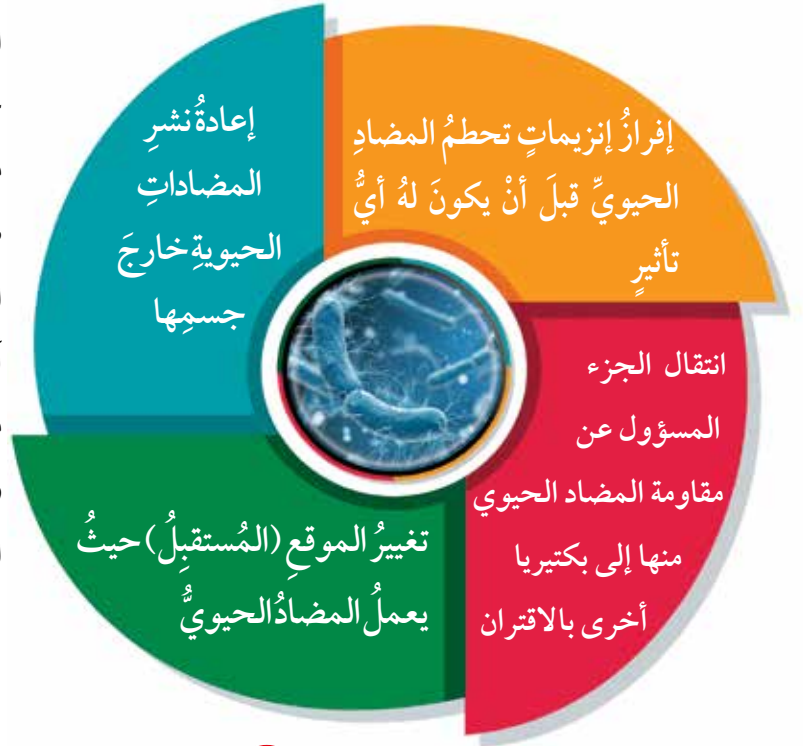 إفرازُ إنزيماتٍ تحطمُ المضادِ
الحيويِّ قبلَ أنْ يكونَ لهُ أيُّ
تأثيرٍ
انتقال الجزء
المسؤول عن
مقاومة المضاد الحيوي
منها إلى بكتيريا
أخرى بالاقتران
تغييرُ الموقعِ (المُستقبِلُ) حيثُ
يعملُ المضادُ الحيويُّ
إعادةُ نشرِ
المضاداتِ
الحيويةِ خارجَ
جسمِها